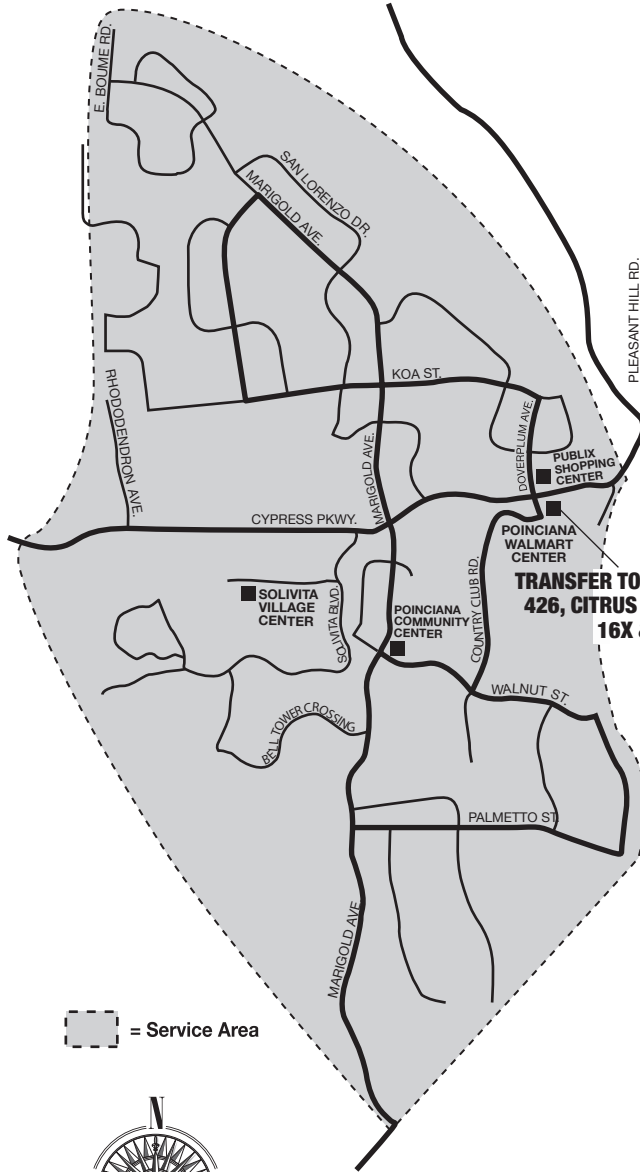 E. BOUME RD.
SAN LORENZO DR.
MARIGOLD AVE.
PLEASANT HILL RD.
KOA ST.
RHODODENDRON AVE.
DOVERPLUM AVE.
MARIGOLD AVE.
PUBLIX
SHOPPING
CENTER
CYPRESS PKWY.
POINCIANA
WALMART
CENTER
TRANSFER TO
426, CITRUS
16X
SOLIVITA
VILLAGE
CENTER
SOLIVITA BLVD.
POINCIANA
COMMUNITY
CENTER
COUNTRY CLUB RD.
WALNUT ST.
BELL TOWER CROSSING
PALMETTO ST.
MARIGOLD AVE.
= Service Area
N